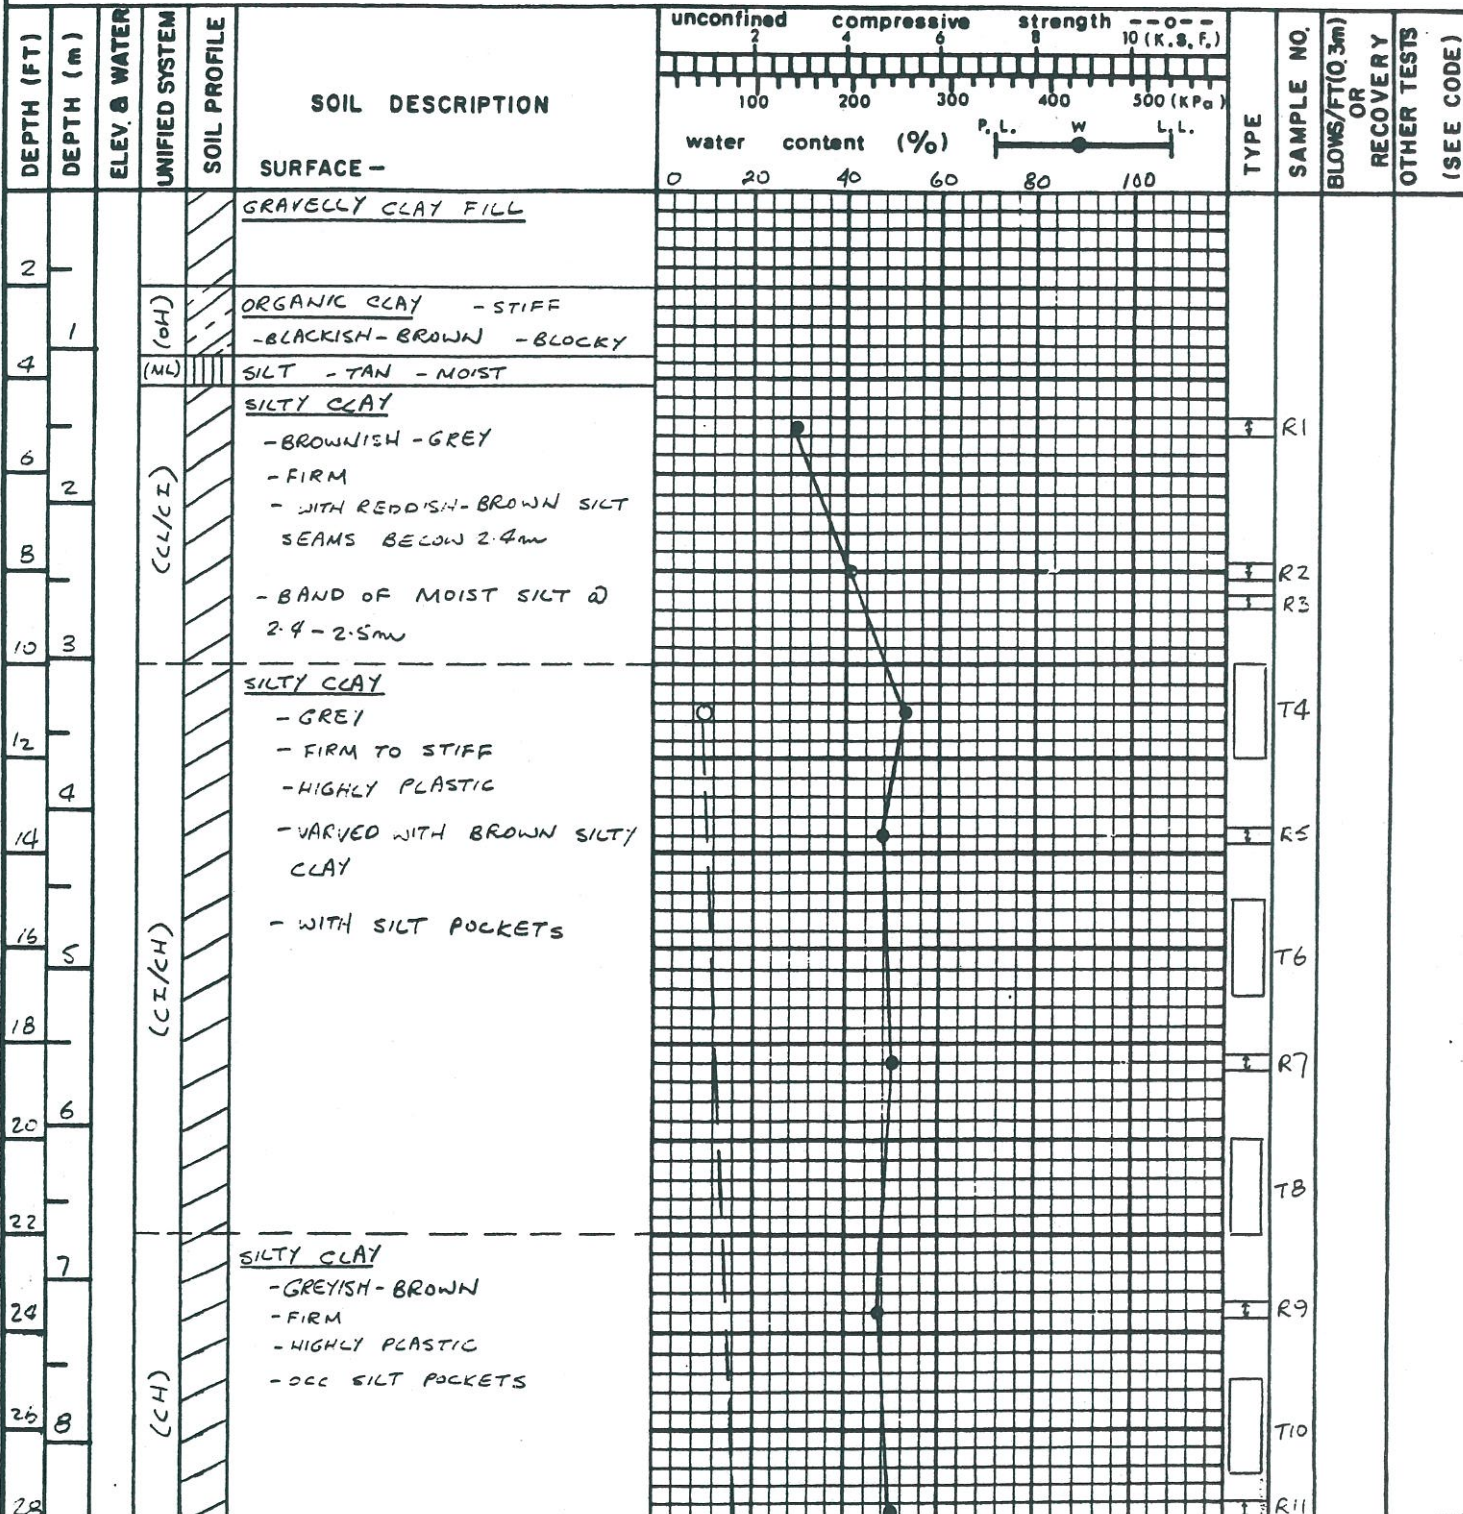 DEPTH (FT)
DEPTH (m)
ELEV. & WATER
UNIFIED SYSTEM
SOIL PROFILE
SOIL DESCRIPTION
SURFACE –
unconfined compressive strength --o--
2 4 6 8 10 (K.S.F.)
100 200 300 400 500 (KPa)
water content (%) P.L. W L.L.
0 20 40 60 80 100
TYPE
SAMPLE NO.
BLOWS/FT(0.3m)
OR
RECOVERY
OTHER TESTS
(SEE CODE)
GRAVELLY CLAY FILL
2
(OH)
ORGANIC CLAY - STIFF
1
-BLACKISH-BROWN -BLOCKY
4
(ML)
SILT - TAN - MOIST
SILTY CLAY
R1
-BROWNISH-GREY
6
-FIRM
2
(CL/CI)
- WITH REDDISH-BROWN SILT
SEAMS BELOW 2.4m
8
R2
- BAND OF MOIST SILT @
R3
2.4 - 2.5m
10
3
SILTY CLAY
- GREY
T4
12
- FIRM TO STIFF
-HIGHLY PLASTIC
4
-VARVED WITH BROWN SILTY
14
R5
CLAY
- WITH SILT POCKETS
16
5
T6
(CI/CH)
18
R7
6
20
T8
22
SILTY CLAY
7
-GREYISH-BROWN
24
R9
-FIRM
-HIGHLY PLASTIC
-OCC SILT POCKETS
(CH)
26
8
T10
28
R11